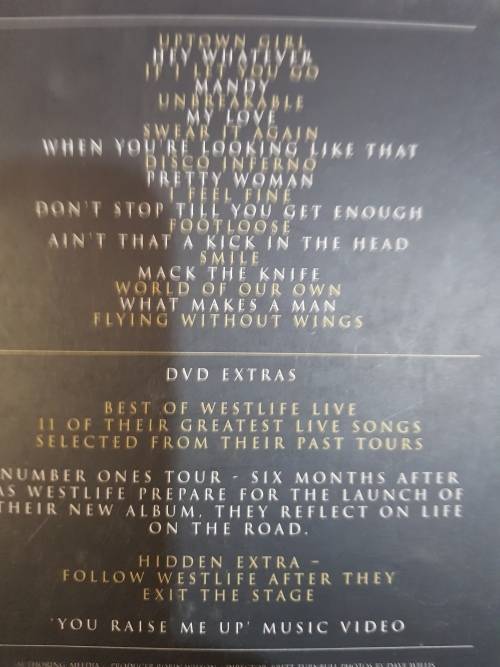 UPTOWN GIRL
HEY WHATEVER
IF I LET YOU GO
MANDY
UNBREAKABLE
MY LOVE
SWEAR IT AGAIN
WHEN YOU'RE LOOKING LIKE THAT
DISCO INFERNO
PRETTY WOMAN
I FEEL FINE
DON'T STOP TILL YOU GET ENOUGH
FOOTLOOSE
AIN'T THAT A KICK IN THE HEAD
SMILE
MACK THE KNIFE
WORLD OF OUR OWN
WHAT MAKES A MAN
FLYING WITHOUT WINGS
DVD EXTRAS
BEST OF WESTLIFE LIVE
11 OF THEIR GREATEST LIVE SONGS
SELECTED FROM THEIR PAST TOURS
NUMBER ONES TOUR - SIX MONTHS AFTER
AS WESTLIFE PREPARE FOR THE LAUNCH OF
THEIR NEW ALBUM, THEY REFLECT ON LIFE
ON THE ROAD.
HIDDEN EXTRA –
FOLLOW WESTLIFE AFTER THEY
EXIT THE STAGE
'YOU RAISE ME UP' MUSIC VIDEO